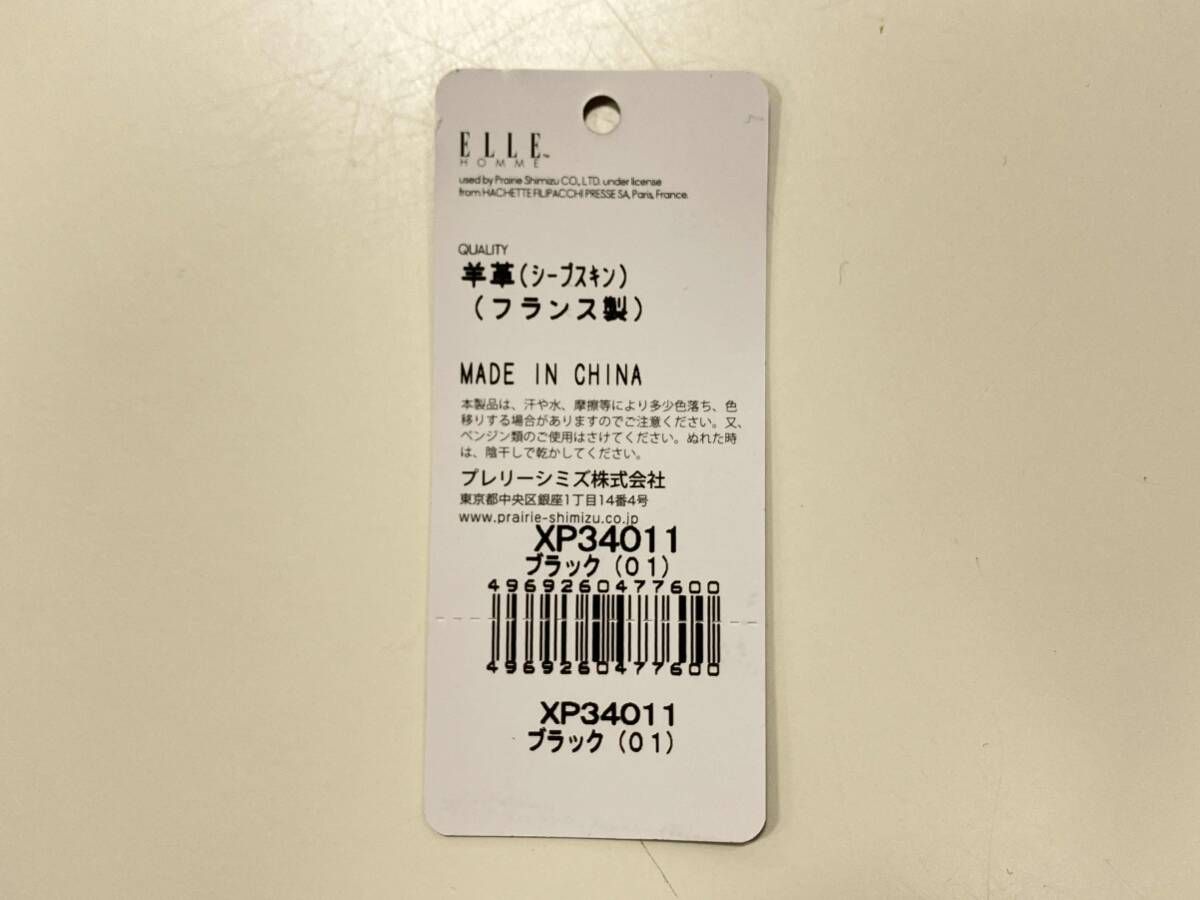 ELLE™
HOMME
used by Prairie Shimizu CO., LTD. under license
from HACHETTE FILIPACCHI PRESSE SA, Paris, France.
QUALITY
羊革(シープスキン)
(フランス製)
MADE IN CHINA
本製品は、汗や水、摩擦等により多少色落ち、色
移りする場合がありますのでご注意ください。又、
ベンジン類のご使用はさけてください。ぬれた時
は、陰干しで乾かしてください。
プレリーシミズ株式会社
東京都中央区銀座1丁目14番4号
www.prairie-shimizu.co.jp
XP34011
ブラック(01)
4969260477600
4969260477600
XP34011
ブラック(01)